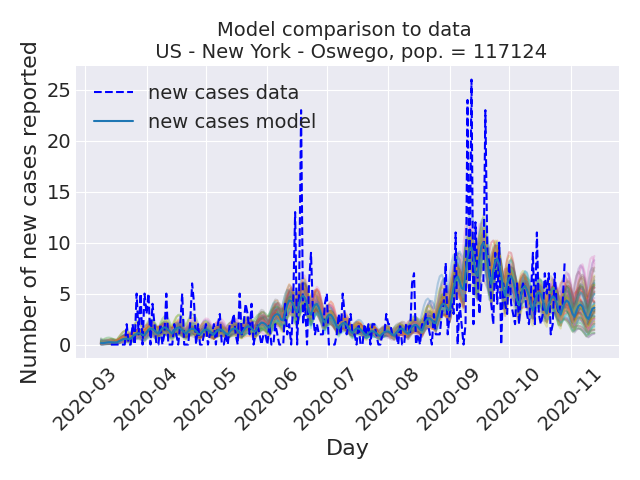 Model comparison to data
US - New York - Oswego, pop. = 117124
Number of new cases reported
25
20
15
10
5
0
new cases data
new cases model
2020-03
2020-04
2020-05
2020-06
2020-07
2020-08
2020-09
2020-10
2020-11
Day